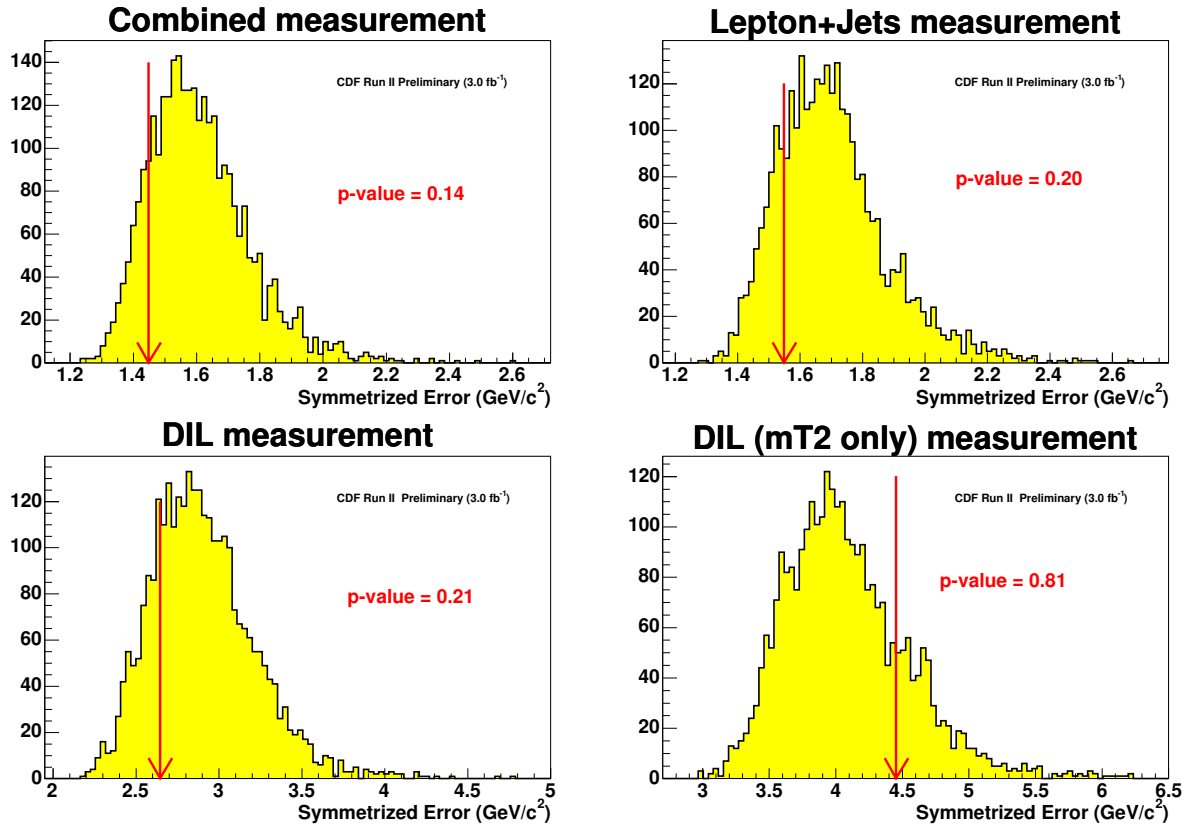 Combined measurement
CDF Run II Preliminary (3.0 fb-1)
p-value = 0.14
140
120
100
80
60
40
20
0
1.2 1.4 1.6 1.8 2 2.2 2.4 2.6
Symmetrized Error (GeV/c2)
Lepton+Jets measurement
CDF Run II Preliminary (3.0 fb-1)
p-value = 0.20
120
100
80
60
40
20
0
1.2 1.4 1.6 1.8 2 2.2 2.4 2.6
Symmetrized Error (GeV/c2)
DIL measurement
CDF Run II Preliminary (3.0 fb-1)
p-value = 0.21
120
100
80
60
40
20
0
2 2.5 3 3.5 4 4.5 5
Symmetrized Error (GeV/c2)
DIL (mT2 only) measurement
CDF Run II Preliminary (3.0 fb-1)
p-value = 0.81
120
100
80
60
40
20
0
3 3.5 4 4.5 5 5.5 6 6.5
Symmetrized Error (GeV/c2)